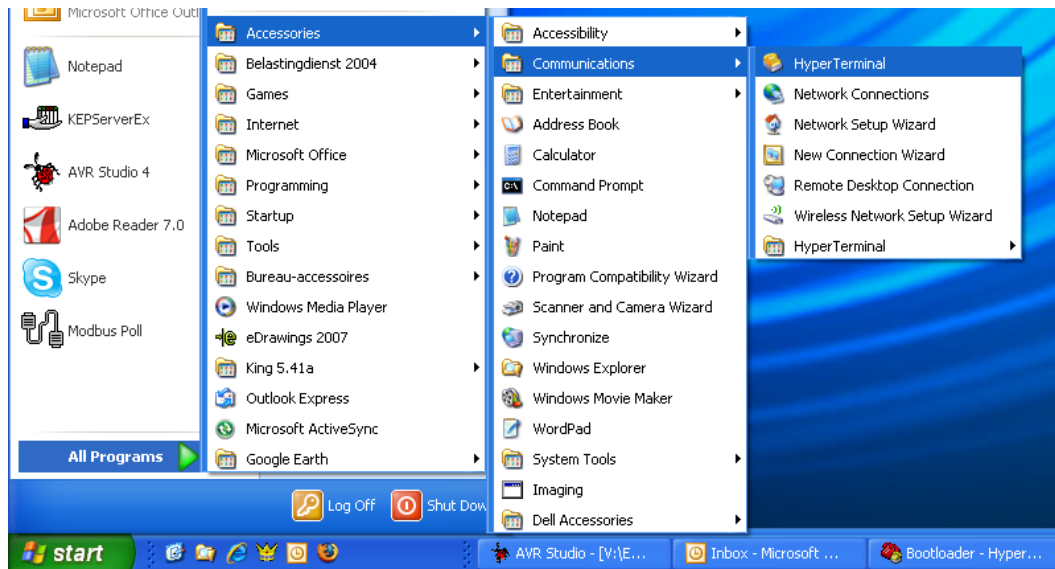 Microsoft Office Outl
Notepad
KEPServerEx
AVR Studio 4
Adobe Reader 7.0
Skype
Modbus Poll
All Programs
Accessories
Belastingdienst 2004
Games
Internet
Microsoft Office
Programming
Startup
Tools
Bureau-accessoires
Windows Media Player
eDrawings 2007
King 5.41a
Outlook Express
Microsoft ActiveSync
Google Earth
Accessibility
Communications
Entertainment
Address Book
Calculator
Command Prompt
Notepad
Paint
Program Compatibility Wizard
Scanner and Camera Wizard
Synchronize
Windows Explorer
Windows Movie Maker
WordPad
System Tools
Imaging
Dell Accessories
HyperTerminal
Network Connections
Network Setup Wizard
New Connection Wizard
Remote Desktop Connection
Wireless Network Setup Wizard
HyperTerminal
Log Off
Shut Dow
start
AVR Studio - [V:\E...
Inbox - Microsoft ...
Bootloader - Hyper...